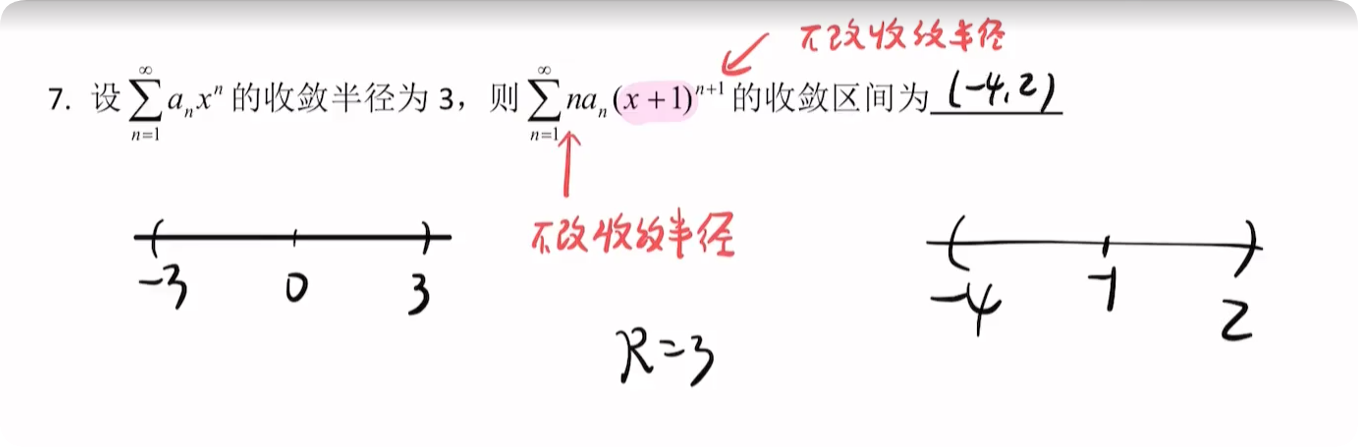 不改收敛半径
7. 设 $\sum_{n=1}^{\infty} a_n x^n$ 的收敛半径为 3，则 $\sum_{n=1}^{\infty} na_n(x+1)^{n+1}$ 的收敛区间为 (-4,2)
不改收敛半径
-3 0 3
-4 -1 2
R=3